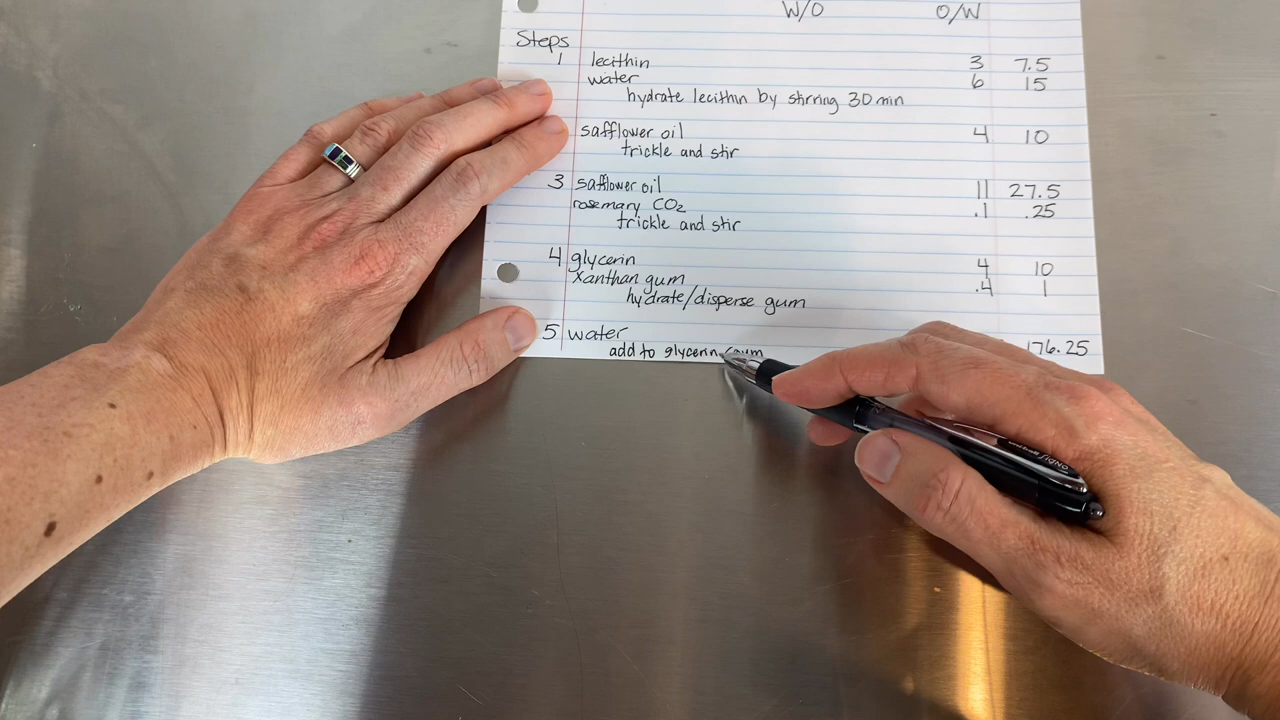 W/O O/W
Steps
1 lecithin 3 7.5
water 6 15
hydrate lecithin by stirring 30 min
safflower oil 4 10
trickle and stir
3 safflower oil 11 27.5
rosemary CO2 .1 .25
trickle and stir
4 glycerin 4 10
Xanthan gum .4 1
hydrate/disperse gum
5 water 176.25
add to glycerin/gum
SIGNO